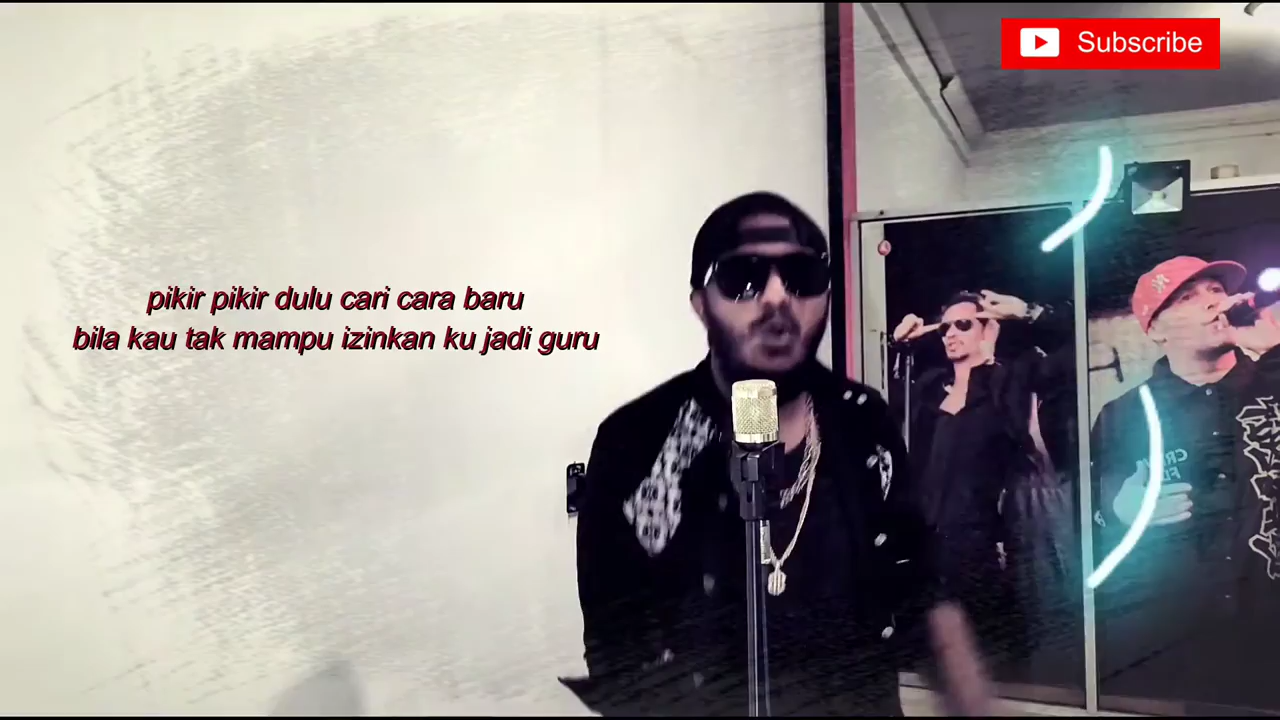 Subscribe
pikir pikir dulu cari cara baru
bila kau tak mampu izinkan ku jadi guru